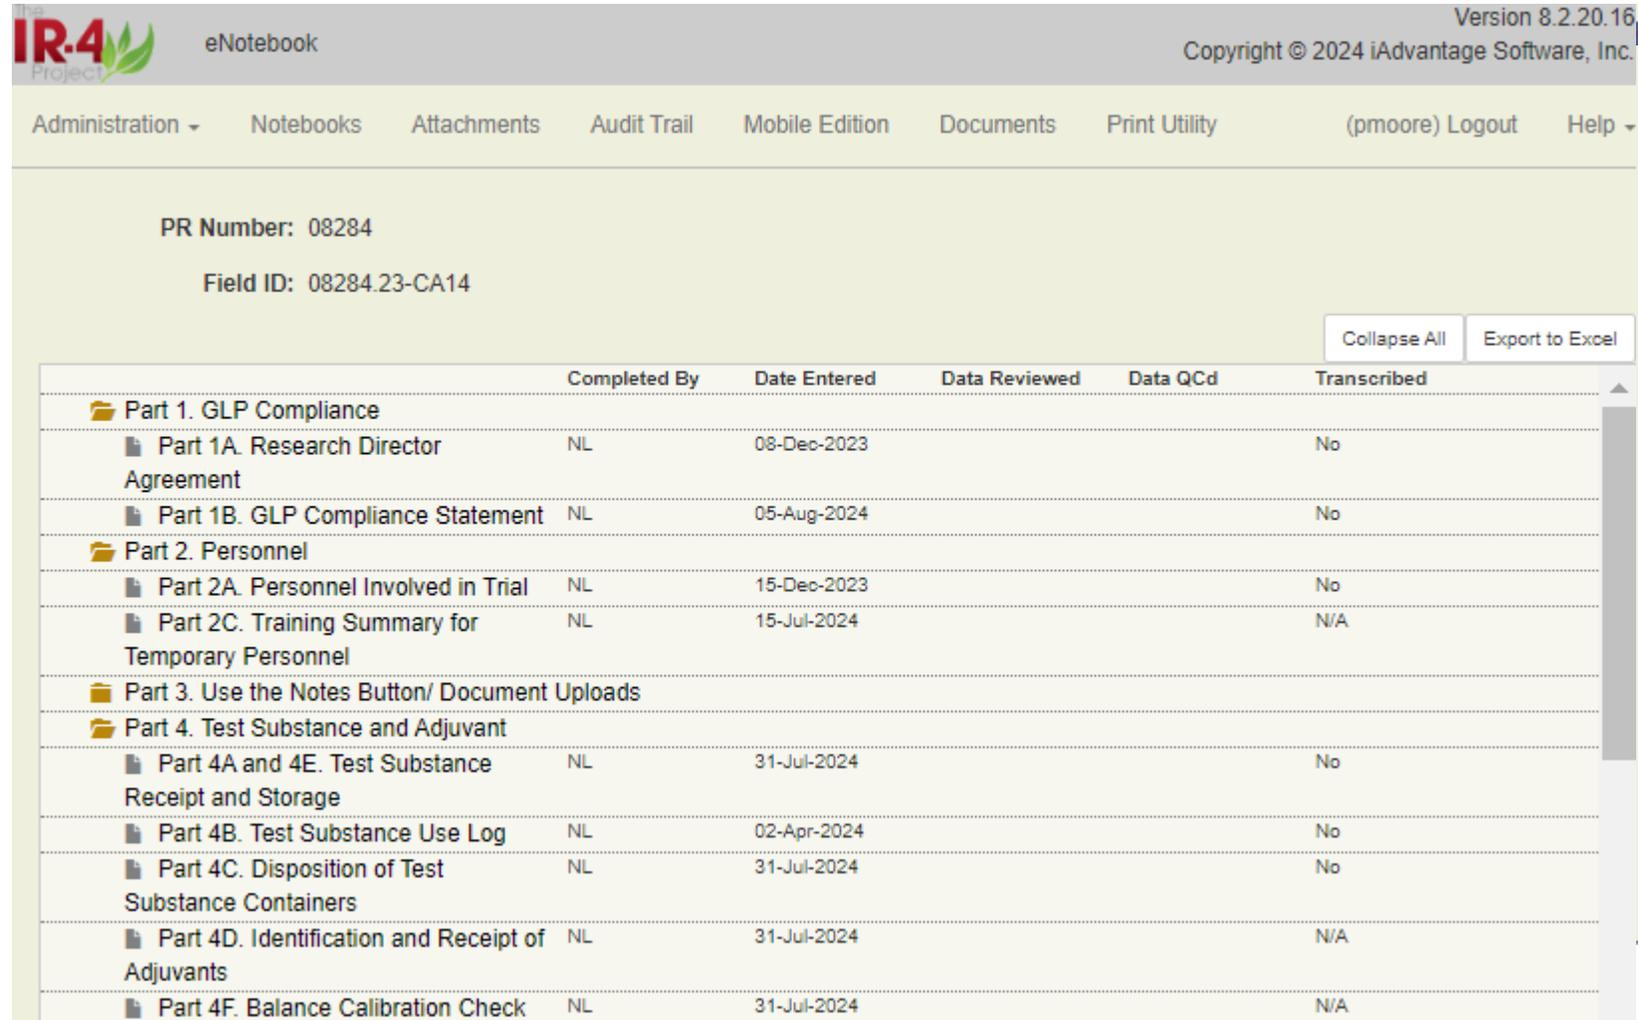 The
IR-4
Project
eNotebook
Version 8.2.20.16
Copyright © 2024 iAdvantage Software, Inc.
Administration Notebooks Attachments Audit Trail Mobile Edition Documents Print Utility (pmoore) Logout Help
PR Number: 08284
Field ID: 08284.23-CA14
Collapse All Export to Excel
Completed By Date Entered Data Reviewed Data QCd Transcribed
Part 1. GLP Compliance
Part 1A. Research Director NL 08-Dec-2023 No
Agreement
Part 1B. GLP Compliance Statement NL 05-Aug-2024 No
Part 2. Personnel
Part 2A. Personnel Involved in Trial NL 15-Dec-2023 No
Part 2C. Training Summary for NL 15-Jul-2024 N/A
Temporary Personnel
Part 3. Use the Notes Button/ Document Uploads
Part 4. Test Substance and Adjuvant
Part 4A and 4E. Test Substance NL 31-Jul-2024 No
Receipt and Storage
Part 4B. Test Substance Use Log NL 02-Apr-2024 No
Part 4C. Disposition of Test NL 31-Jul-2024 No
Substance Containers
Part 4D. Identification and Receipt of NL 31-Jul-2024 N/A
Adjuvants
Part 4F. Balance Calibration Check NL 31-Jul-2024 N/A